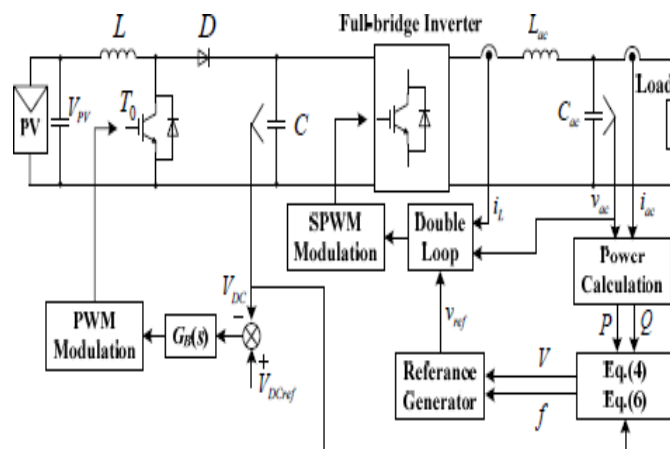 Full-bridge Inverter
L
D
L_ac
PV
V_PV
T_0
C
C_ac
Load
SPWM
Modulation
Double
Loop
i_L
v_ac
i_ac
Power
Calculation
V_DC
v_ref
P
Q
PWM
Modulation
G_B(s)
−
+
V_DCref
Referance
Generator
V
f
Eq.(4)
Eq.(6)